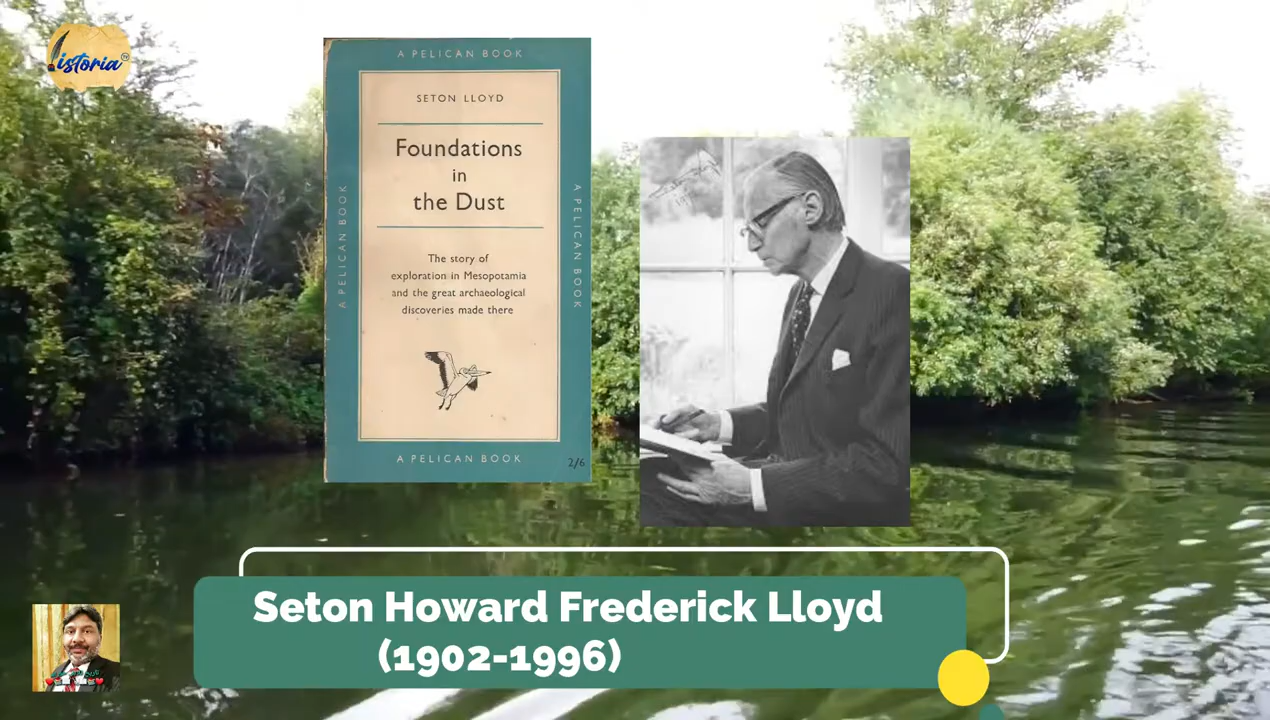 istoria
A PELICAN BOOK
SETON LLOYD
Foundations
in
the Dust
The story of
exploration in Mesopotamia
and the great archaeological
discoveries made there
A PELICAN BOOK
A PELICAN BOOK
A PELICAN BOOK
2/6
Seton Howard Frederick Lloyd
(1902-1996)